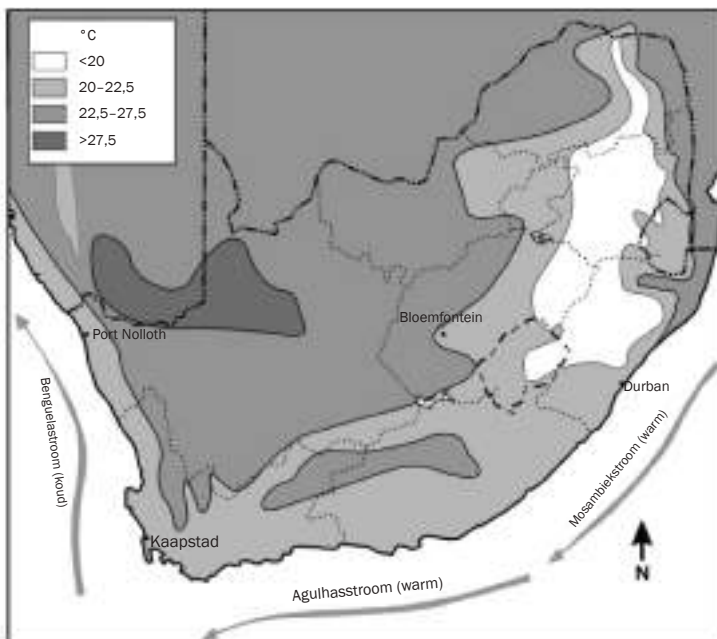 °C
<20
20–22,5
22,5–27,5
>27,5
Bloemfontein
Port Nolloth
Durban
Benguelastroom (koud)
Mosambiekstroom (warm)
Kaapstad
N
Agulhasstroom (warm)